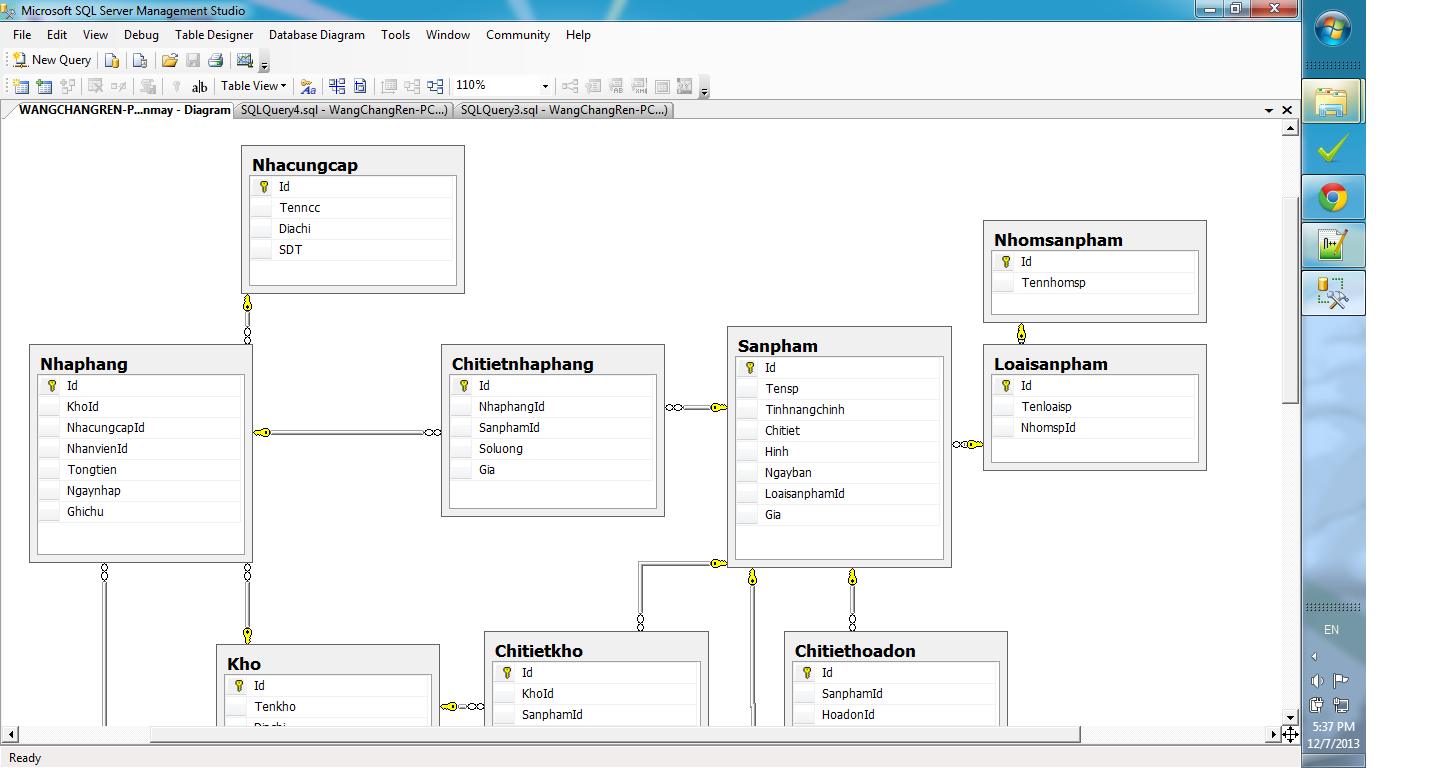 Microsoft SQL Server Management Studio
File Edit View Debug Table Designer Database Diagram Tools Window Community Help
New Query
ab Table View 110%
WANGCHANGREN-P...nmay - Diagram SQLQuery4.sql - WangChangRen-PC...) SQLQuery3.sql - WangChangRen-PC...)
Nhacungcap
Id
Tenncc
Diachi
SDT
Nhomsanpham
Id
Tennhomsp
Nhaphang
Id
KhoId
NhacungcapId
NhanvienId
Tongtien
Ngaynhap
Ghichu
Chitietnhaphang
Id
NhaphangId
SanphamId
Soluong
Gia
Sanpham
Id
Tensp
Tinhnangchinh
Chitiet
Hinh
Ngayban
LoaisanphamId
Gia
Loaisanpham
Id
Tenloaisp
NhomspId
Kho
Id
Tenkho
Chitietkho
Id
KhoId
SanphamId
Chitiethoadon
Id
SanphamId
HoadonId
Ready
EN
5:37 PM
12/7/2013